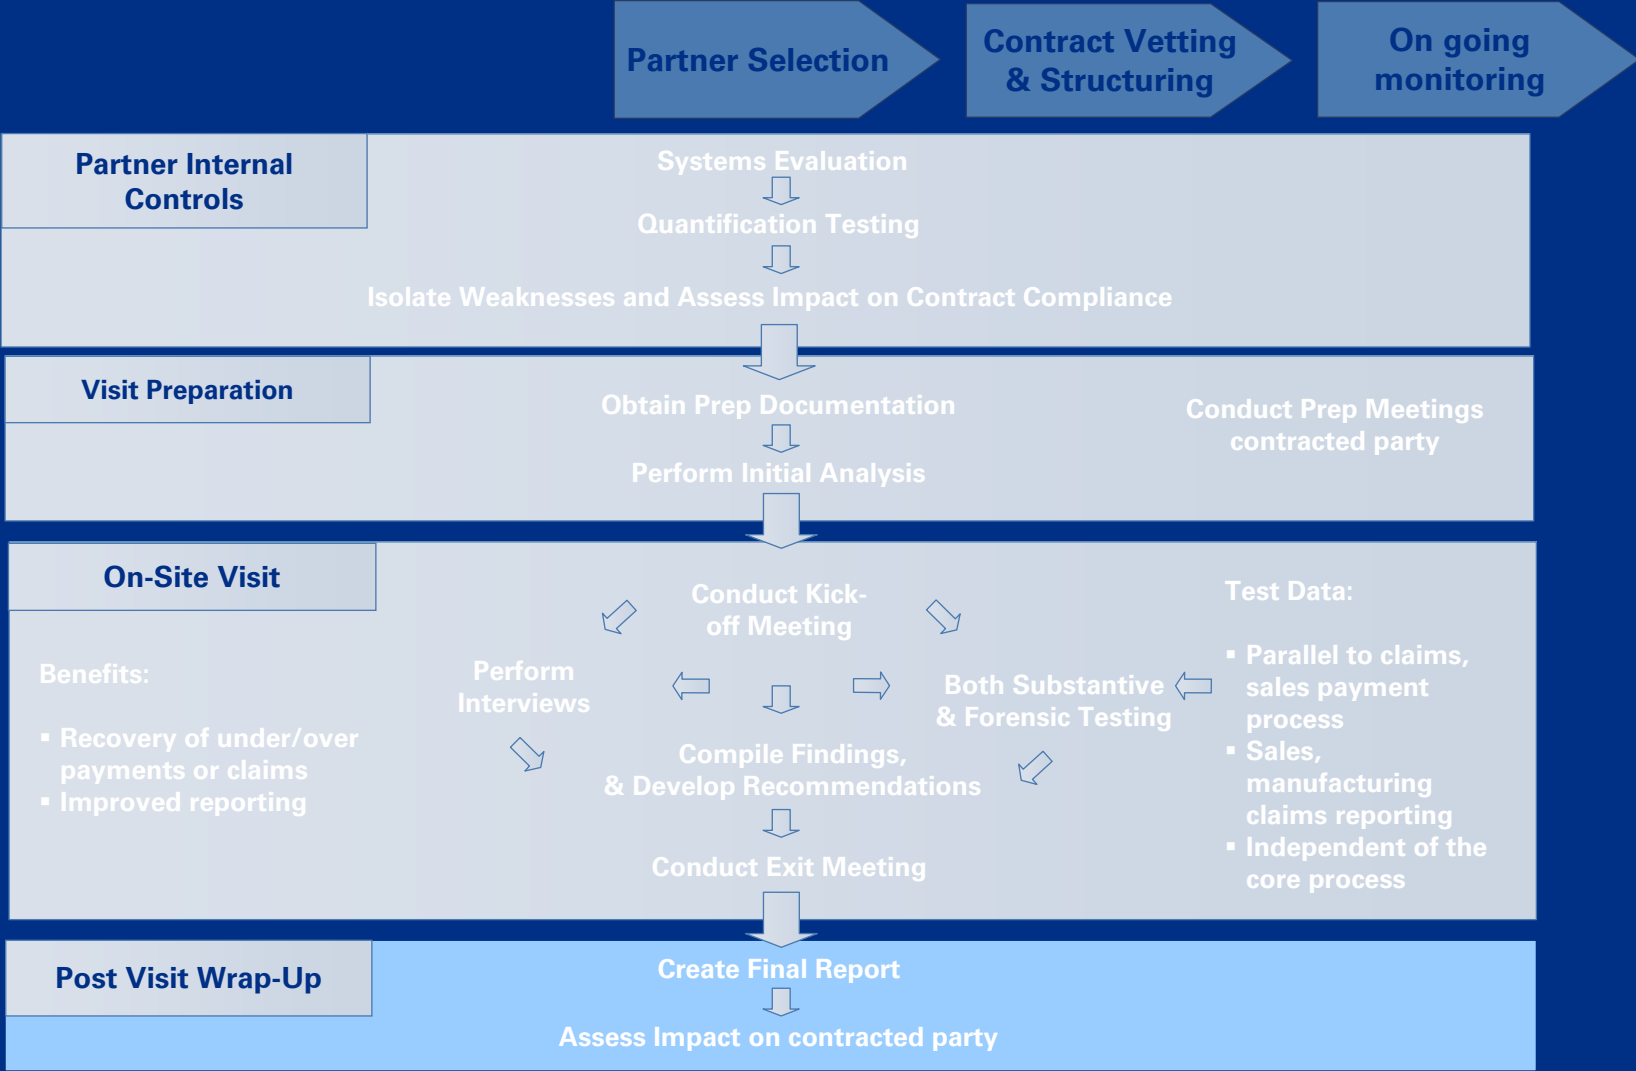 Partner Selection
Contract Vetting
& Structuring
On going
monitoring
Partner Internal
Controls
Systems Evaluation
Quantification Testing
Isolate Weaknesses and Assess Impact on Contract Compliance
Visit Preparation
Obtain Prep Documentation
Perform Initial Analysis
Conduct Prep Meetings
contracted party
On-Site Visit
Benefits:
▪ Recovery of under/over
payments or claims
▪ Improved reporting
Conduct Kick-
off Meeting
Perform
Interviews
Both Substantive
& Forensic Testing
Compile Findings,
& Develop Recommendations
Conduct Exit Meeting
Test Data:
▪ Parallel to claims,
sales payment
process
▪ Sales,
manufacturing
claims reporting
▪ Independent of the
core process
Post Visit Wrap-Up
Create Final Report
Assess Impact on contracted party